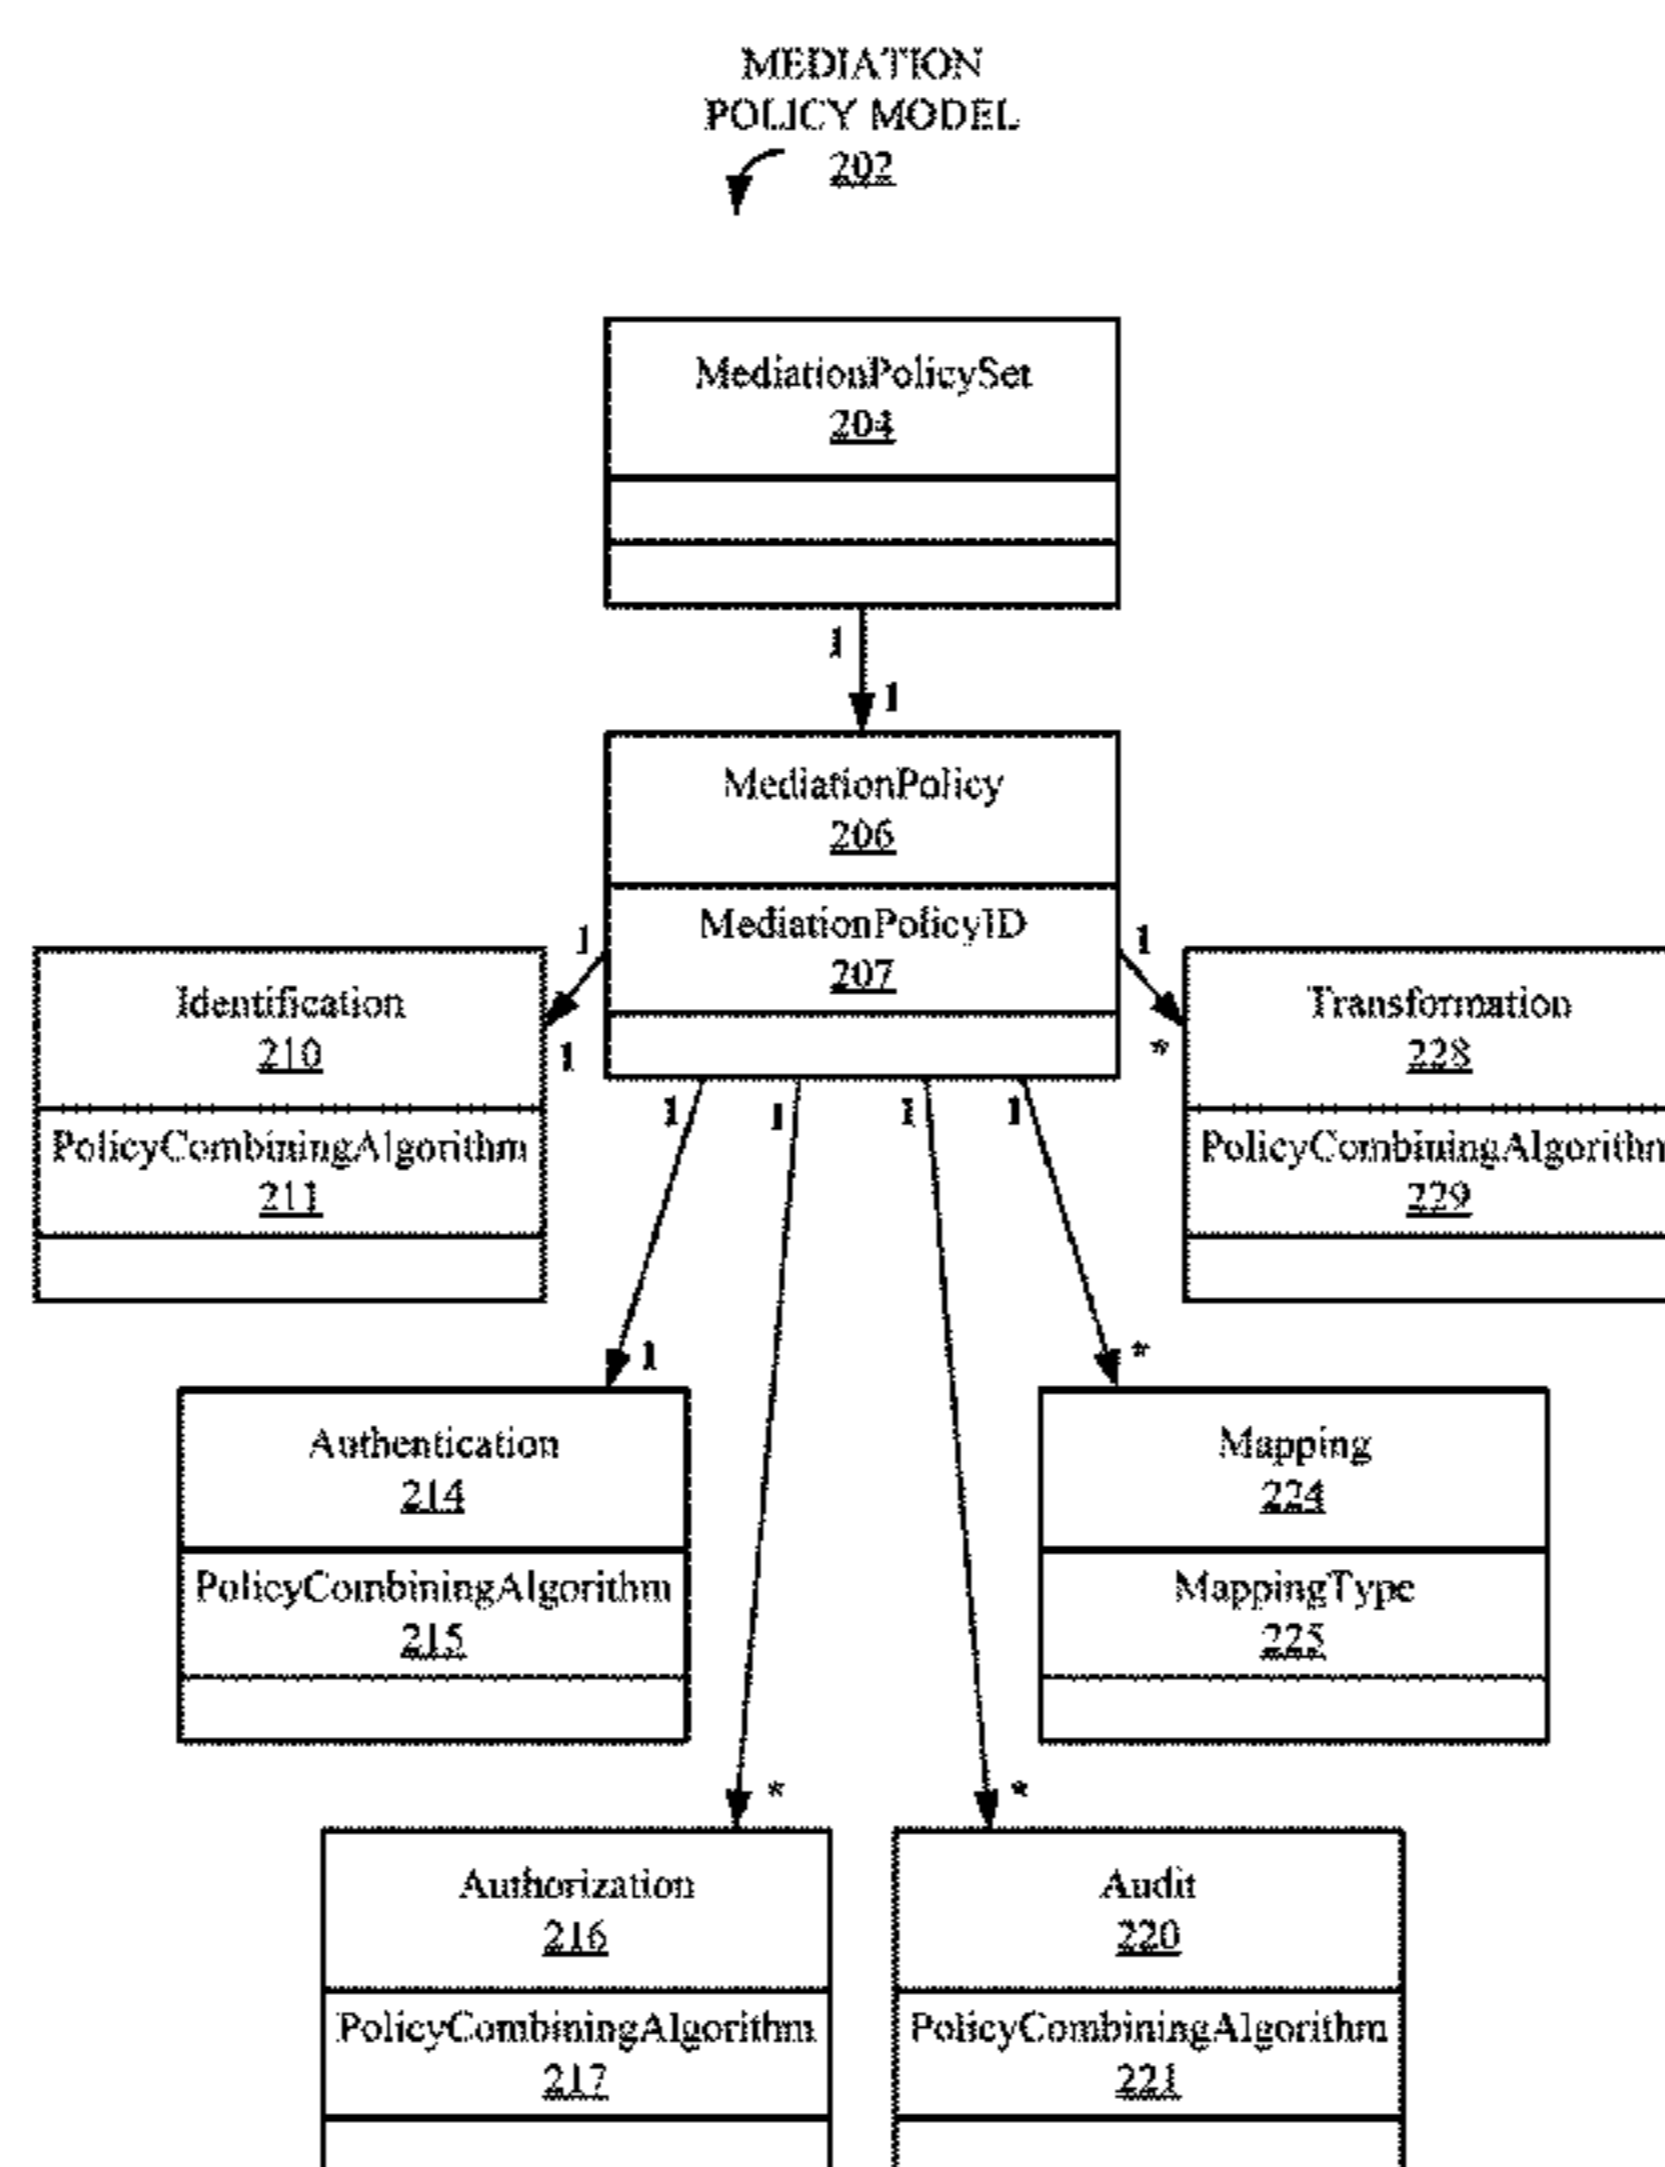 MEDIATION
POLICY MODEL
202
MediationPolicySet
204
1
1
MediationPolicy
206
MediationPolicyID
207
1
1
Identification
210
PolicyCombiningAlgorithm
211
1
*
Transformation
228
PolicyCombiningAlgorithm
229
1
1
1
1
1
*
Authentication
214
PolicyCombiningAlgorithm
215
Mapping
224
MappingType
225
*
*
Authorization
216
PolicyCombiningAlgorithm
217
Audit
220
PolicyCombiningAlgorithm
221